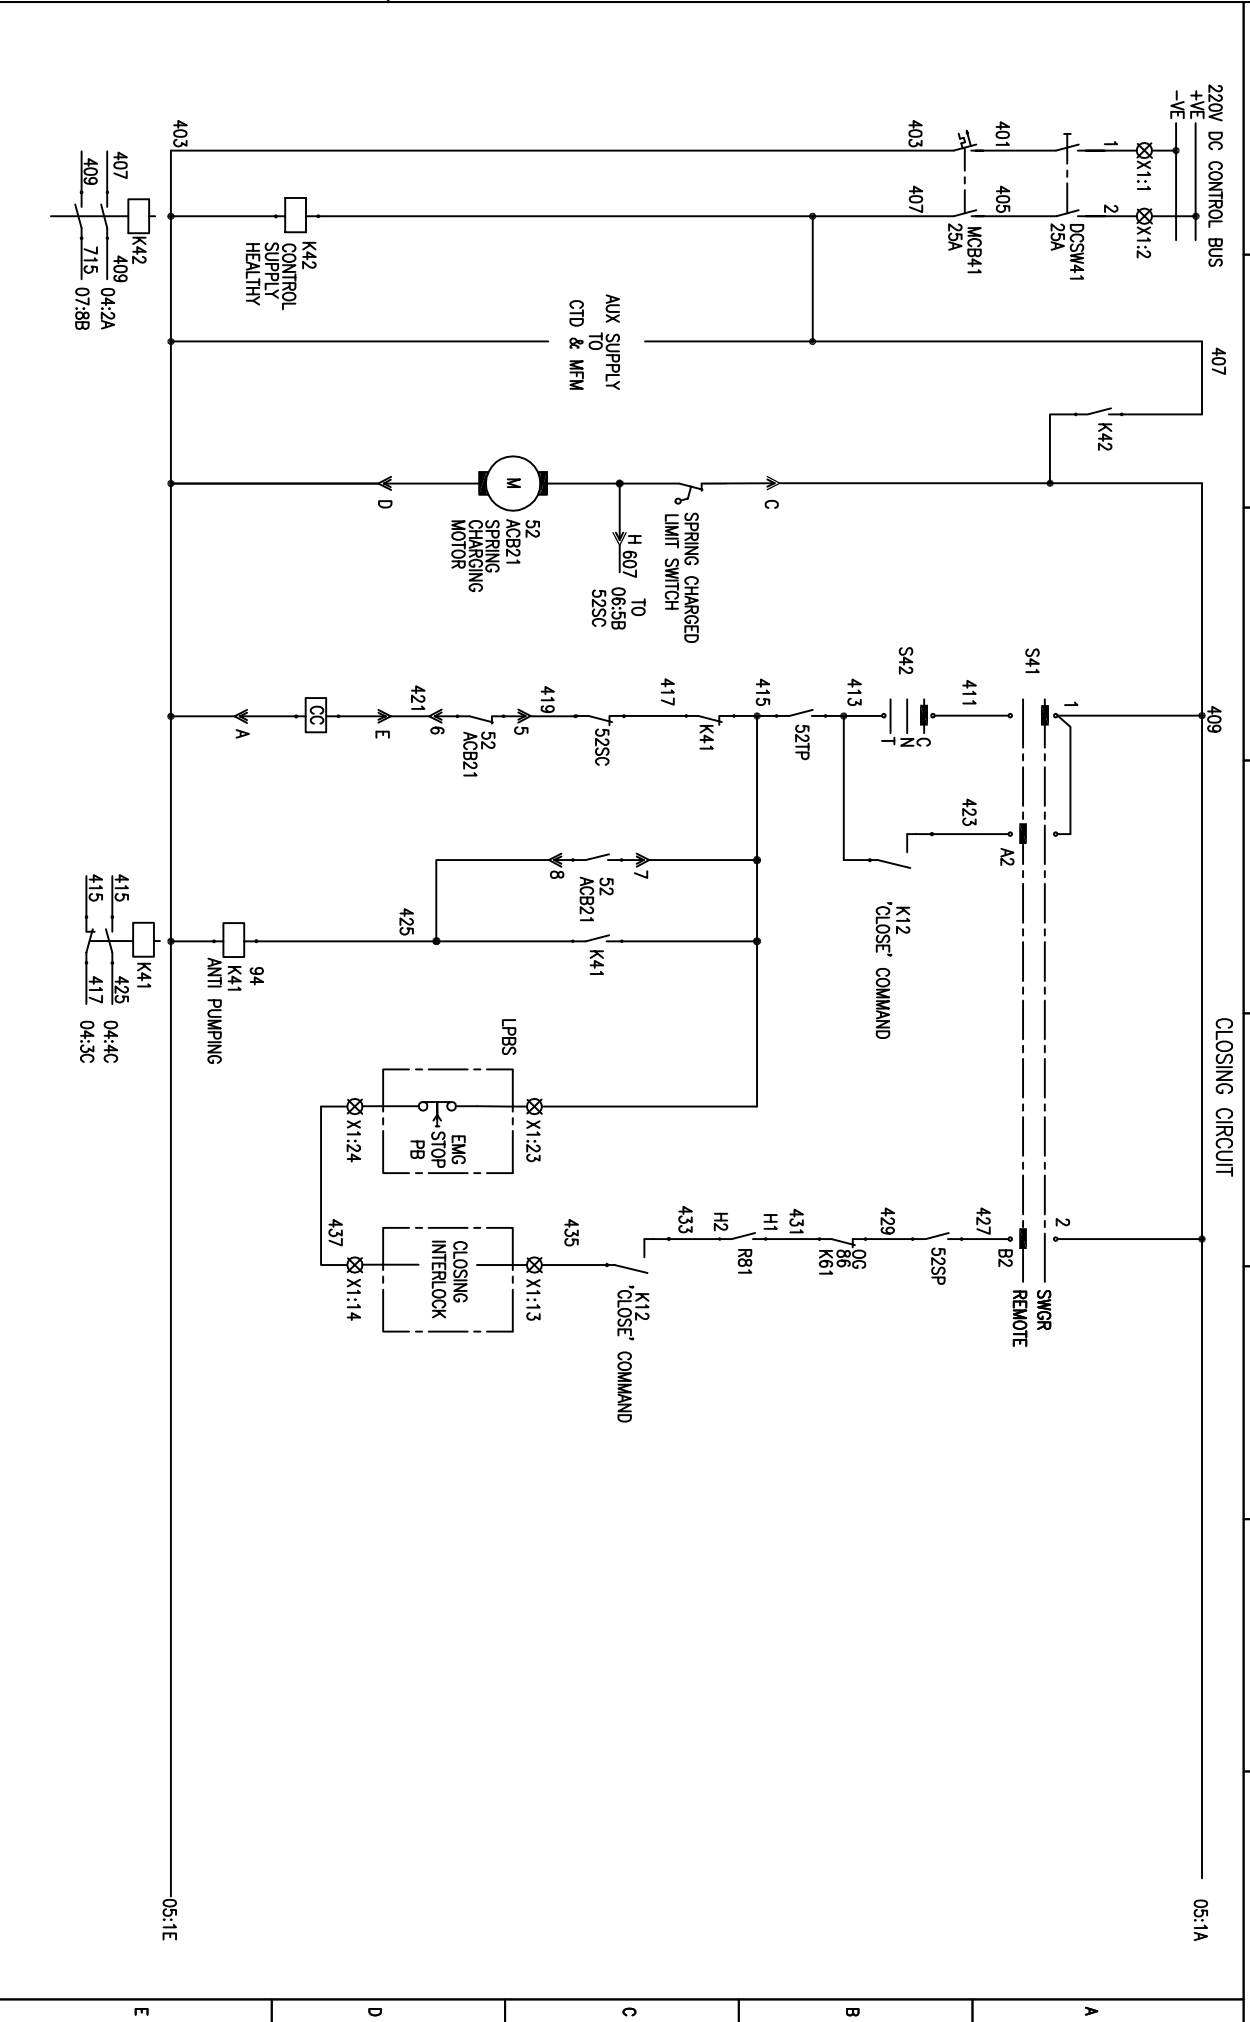 220V DC CONTROL BUS
+VE
-VE
X1:1
X1:2
1
2
DCSW41
25A
401
405
MCB41
25A
403
407
403
K42
CONTROL
SUPPLY
HEALTHY
K42
407
409
04:2A
409
715
07:8B
AUX SUPPLY
TO
CTD & MFM
407
K42
C
SPRING CHARGED
LIMIT SWITCH
H
607
TO
06:5B
52SC
M
52
ACB21
SPRING
CHARGING
MOTOR
D
CLOSING CIRCUIT
409
S41
1
A2
2
B2
SWGR
REMOTE
411
423
427
S42
C
N
T
413
K12
'CLOSE' COMMAND
52TP
415
K41
417
52SC
419
5
52
ACB21
6
421
E
CC
A
7
52
ACB21
8
K41
425
94
K41
ANTI PUMPING
K41
415
425
04:4C
415
417
04:3C
52SP
429
OG
86
K61
431
H1
R81
H2
433
K12
'CLOSE' COMMAND
435
LPBS
X1:23
EMG
STOP
PB
X1:24
X1:13
CLOSING
INTERLOCK
X1:14
437
05:1A
05:1E
A
B
C
D
E